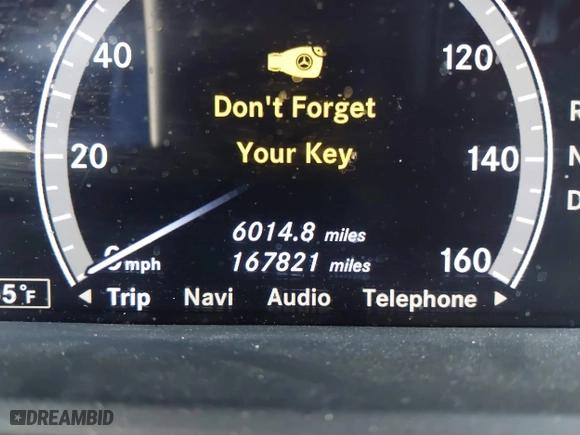 40
120
Don't Forget
Your Key
20
140
6014.8 miles
0 mph
167821 miles
160
5°F
Trip Navi Audio Telephone
R
N
D
DREAMBID